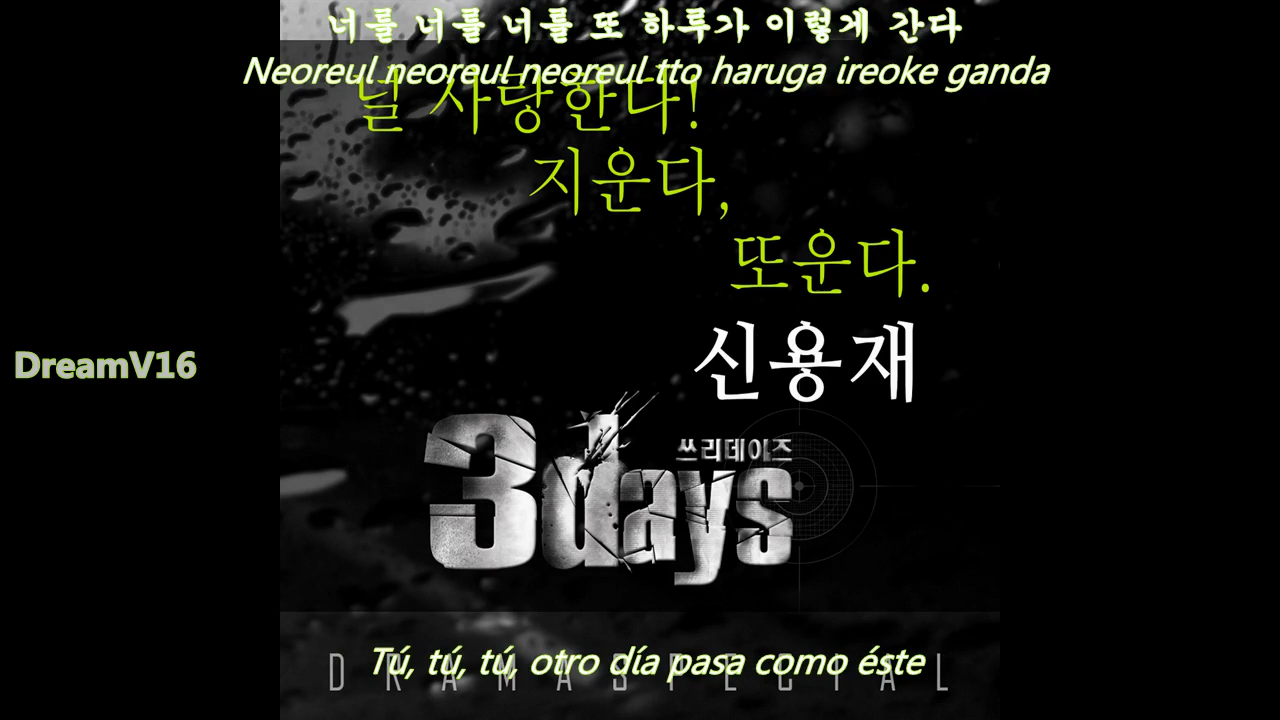 너를 너를 너를 또 하루가 이렇게 간다
Neoreul neoreul neoreul tto haruga ireoke ganda
널 사랑한다!
지운다,
또운다.
신용재
DreamV16
쓰리데이즈
3days
Tú, tú, tú, otro día pasa como éste
DRAMA SPECIAL